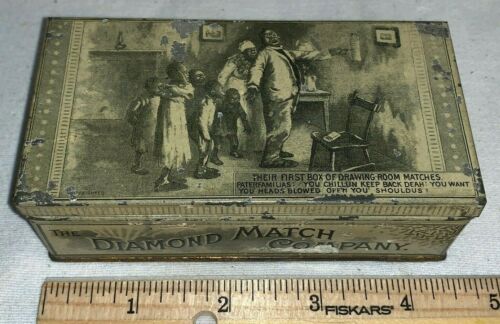 THEIR FIRST BOX OF DRAWING-ROOM MATCHES.
PATERFAMILIAS: "YOU CHILLUN KEEP BACK DEAH! YOU WANT
YOU HEADS BLOWED OFF'N YOU SHOULDUS!"
THE DIAMOND MATCH COMPANY.
1 2 3 FISKARS 4 5